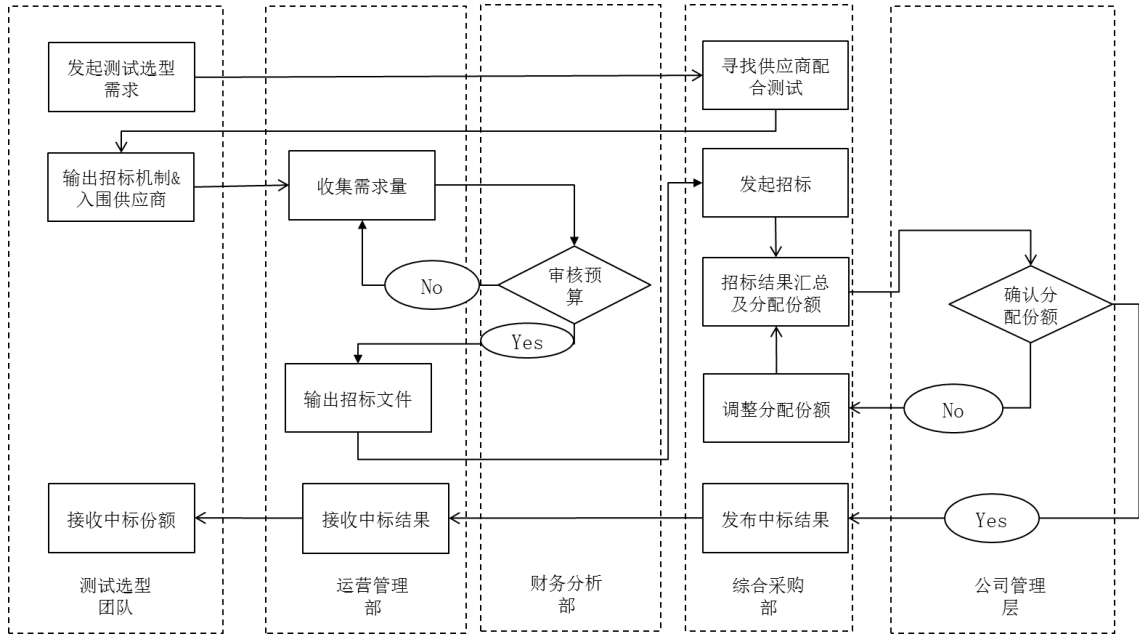 发起测试选型
需求
寻找供应商配
合测试
输出招标机制&
入围供应商
收集需求量
发起招标
审核预
算
No
招标结果汇总
及分配份额
确认分
配份额
Yes
输出招标文件
调整分配份额
No
接收中标份额
接收中标结果
发布中标结果
Yes
测试选型
团队
运营管理
部
财务分析
部
综合采购
部
公司管理
层